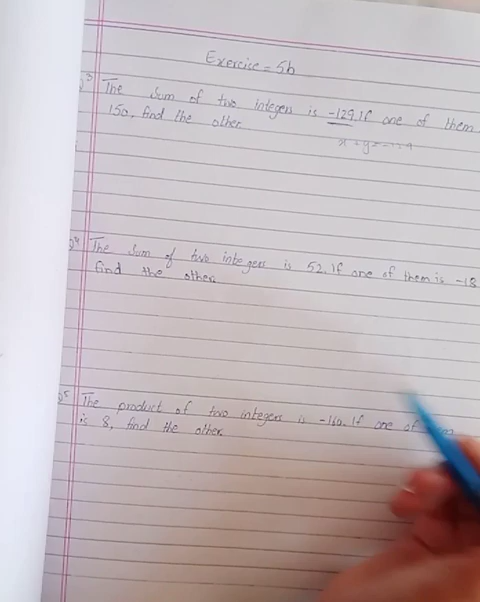 Exercise = 5b
Q3 The sum of two integers is -129. If one of them
150, find the other.
x + y = -129
Q4 The sum of two integers is 52. If one of them is -18
find the other.
Q5 The product of two integers is -160. If one of
is 8, find the other.